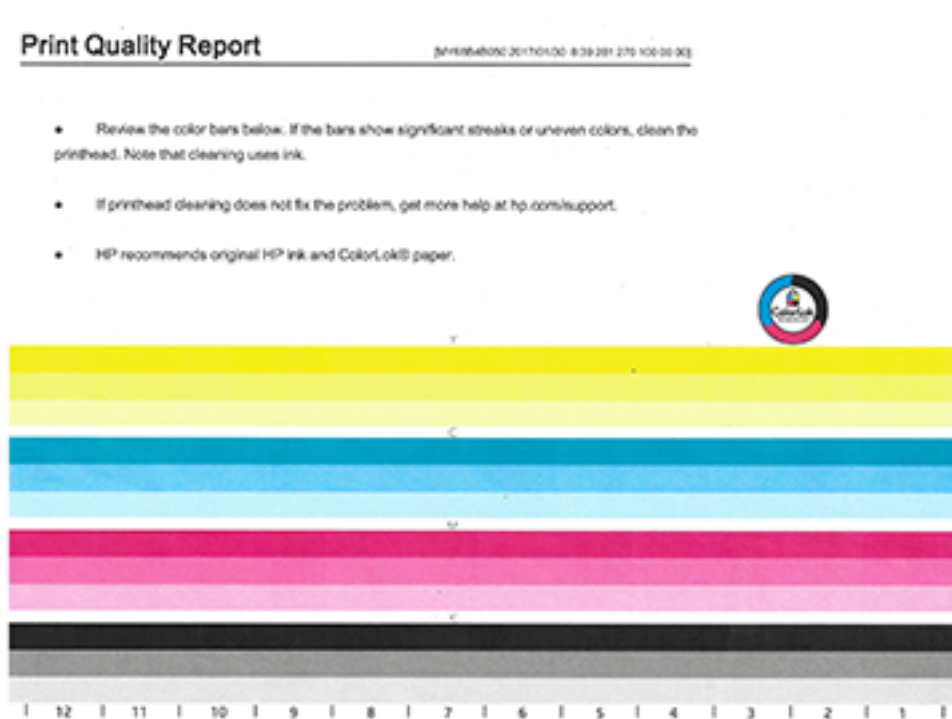 Print Quality Report
• Review the color bars below. If the bars show significant streaks or uneven colors, clean the
printhead. Note that cleaning uses ink.
• If printhead cleaning does not fix the problem, get more help at hp.com/support.
• HP recommends original HP ink and ColorLok® paper.
ColorLok
Y
C
M
K
12 11 10 9 8 7 6 5 4 3 2 1